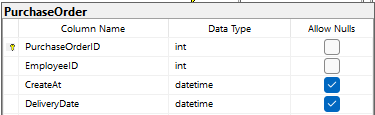 PurchaseOrder
Column Name Data Type Allow Nulls
PurchaseOrderID int
EmployeeID int
CreateAt datetime
DeliveryDate datetime